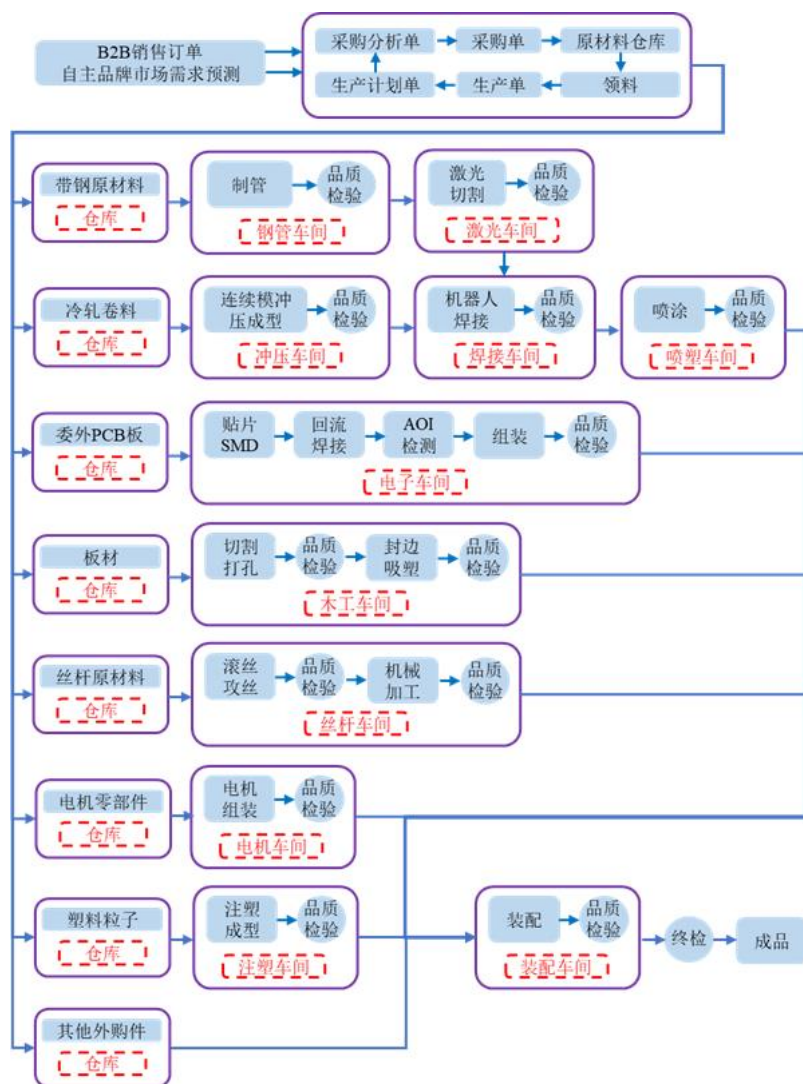 B2B销售订单
自主品牌市场需求预测
采购分析单
采购单
原材料仓库
生产计划单
生产单
领料
带钢原材料
仓库
制管
品质
检验
钢管车间
激光
切割
品质
检验
激光车间
冷轧卷料
仓库
连续模冲
压成型
品质
检验
冲压车间
机器人
焊接
品质
检验
焊接车间
喷涂
品质
检验
喷塑车间
委外PCB板
仓库
贴片
SMD
回流
焊接
AOI
检测
组装
品质
检验
电子车间
板材
仓库
切割
打孔
品质
检验
封边
吸塑
品质
检验
木工车间
丝杆原材料
仓库
滚丝
攻丝
品质
检验
机械
加工
品质
检验
丝杆车间
电机零部件
仓库
电机
组装
品质
检验
电机车间
塑料粒子
仓库
注塑
成型
品质
检验
注塑车间
装配
品质
检验
装配车间
终检
成品
其他外购件
仓库